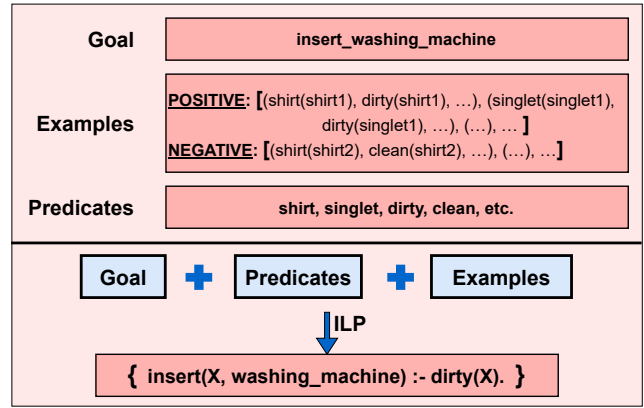 Goal
insert_washing_machine
Examples
POSITIVE: [(shirt(shirt1), dirty(shirt1), …), (singlet(singlet1),
dirty(singlet1), …), (…), … ]
NEGATIVE: [(shirt(shirt2), clean(shirt2), …), (…), …]
Predicates
shirt, singlet, dirty, clean, etc.
Goal + Predicates + Examples
ILP
{ insert(X, washing_machine) :- dirty(X). }